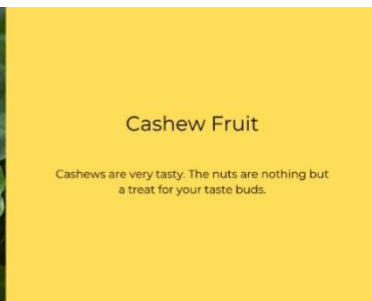 Cashew Fruit
Cashews are very tasty. The nuts are nothing but
a treat for your taste buds.